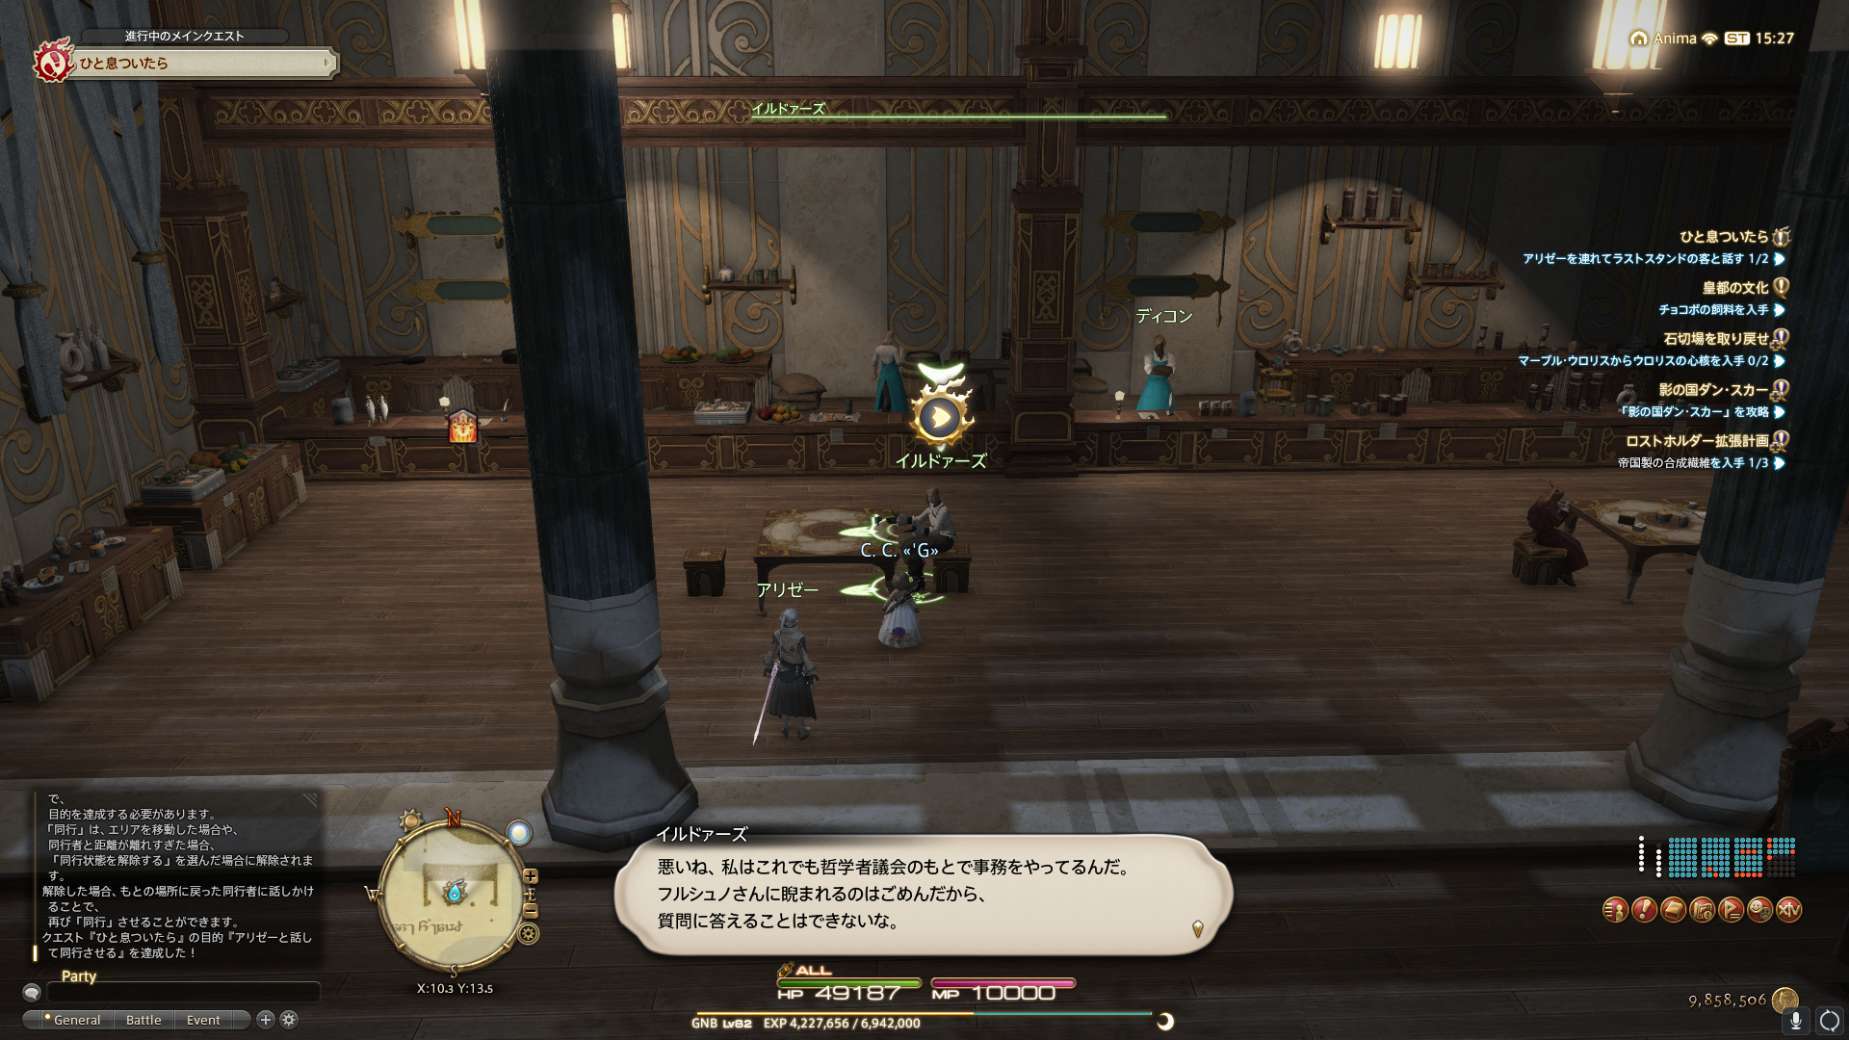 進行中のメインクエスト
ひと息ついたら
Anima ST 15:27
イルドァーズ
ひと息ついたら
アリゼーを連れてラストスタンドの客と話す 1/2
皇都の文化
チョコボの飼料を入手
石切場を取り戻せ
マーブル・ウロリスからウロリスの心核を入手 0/2
影の国ダン・スカー
「影の国ダン・スカー」を攻略
ロストホルダー拡張計画
帝国製の合成繊維を入手 1/3
ディコン
イルドァーズ
C. C. «'G»
アリゼー
で、
目的を達成する必要があります。
「同行」は、エリアを移動した場合や、
同行者と距離が離れすぎた場合、
「同行状態を解除する」を選んだ場合に解除されま
す。
解除した場合、もとの場所に戻った同行者に話しかけ
ることで、
再び「同行」させることができます。
クエスト『ひと息ついたら』の目的『アリゼーと話し
て同行させる』を達成した！
Party
General Battle Event
N
W E
S
X:10.3 Y:13.5
イルドァーズ
悪いね、私はこれでも哲学者議会のもとで事務をやってるんだ。
フルシュノさんに睨まれるのはごめんだから、
質問に答えることはできないな。
ALL
HP 49187 MP 10000
GNB Lv82 EXP 4,227,656 / 6,942,000
XIV
9,858,506